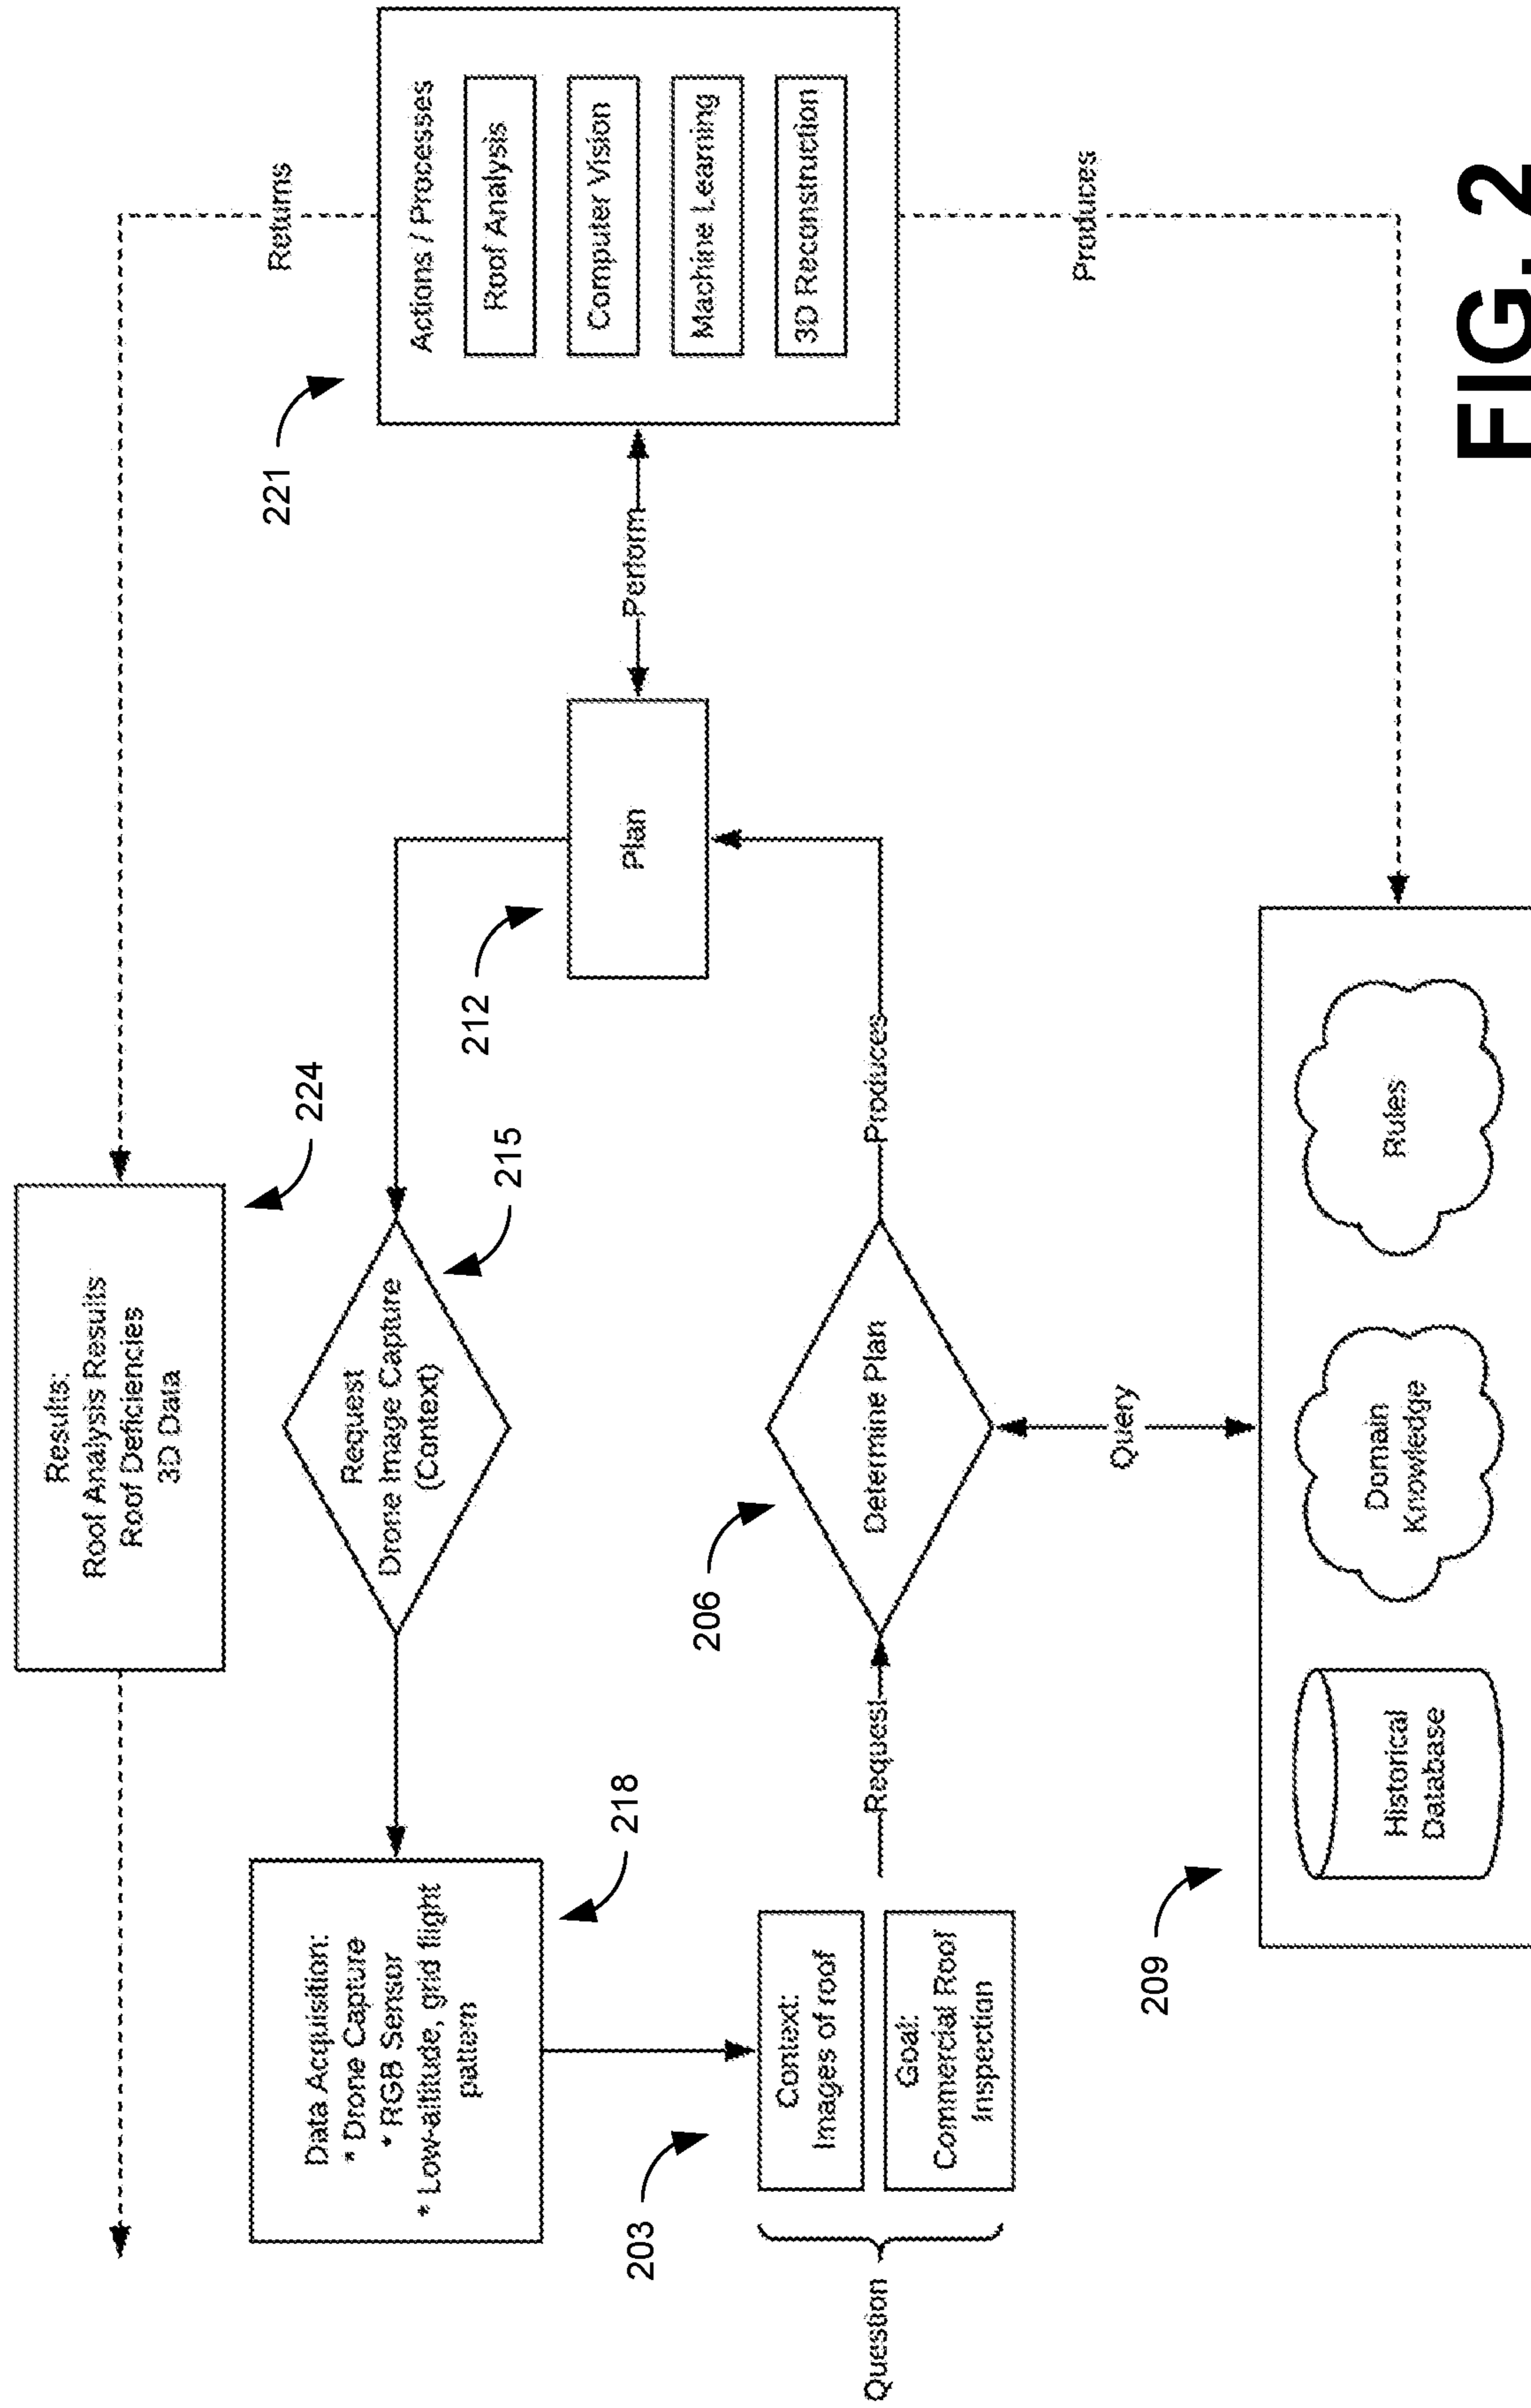 Results:
Roof Analysis Results
Roof Deficiencies
3D Data
224
Returns
Data Acquisition:
* Drone Capture
* RGB Sensor
* Low-altitude, grid flight
pattern
218
Request
Drone Image Capture
(Context)
215
221
Actions / Processes
Roof Analysis
Computer Vision
Machine Learning
3D Reconstruction
212
Plan
Perform
203
Question
Context:
Images of roof
Goal:
Commercial Roof
Inspection
Request
206
Determine Plan
Produces
Query
Produces
209
Historical
Database
Domain
Knowledge
Rules
FIG. 2